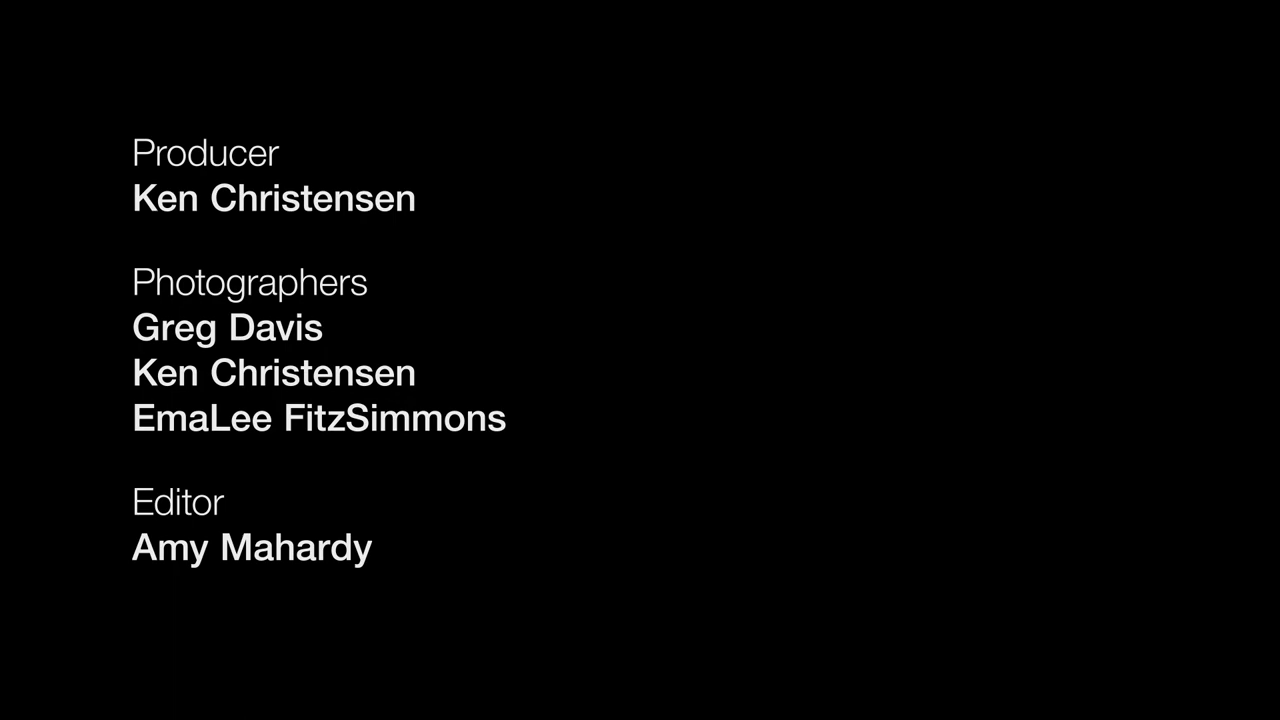 Producer
Ken Christensen
Photographers
Greg Davis
Ken Christensen
EmaLee FitzSimmons
Editor
Amy Mahardy